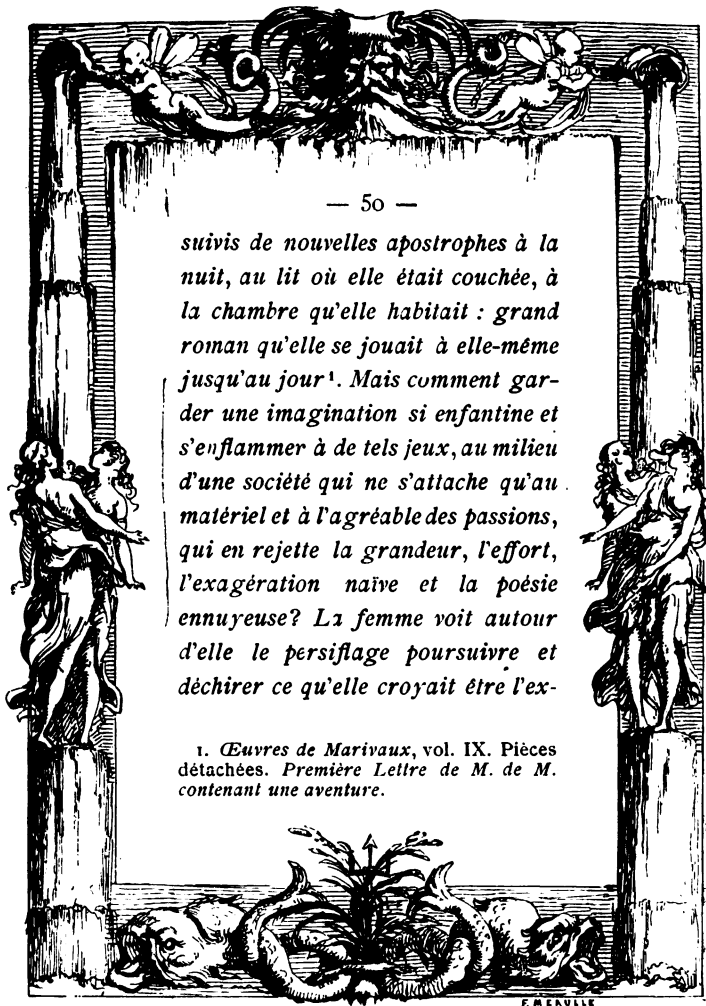 — 50 —
suivis de nouvelles apostrophes à la
nuit, au lit où elle était couchée, à
la chambre qu'elle habitait : grand
roman qu'elle se jouait à elle-même
jusqu'au jour¹. Mais comment gar-
der une imagination si enfantine et
s'enflammer à de tels jeux, au milieu
d'une société qui ne s'attache qu'au
matériel et à l'agréable des passions,
qui en rejette la grandeur, l'effort,
l'exagération naïve et la poésie
ennuyeuse? La femme voit autour
d'elle le persiflage poursuivre et
déchirer ce qu'elle croyait être l'ex-
1. Œuvres de Marivaux, vol. IX. Pièces
détachées. Première Lettre de M. de M.
contenant une aventure.